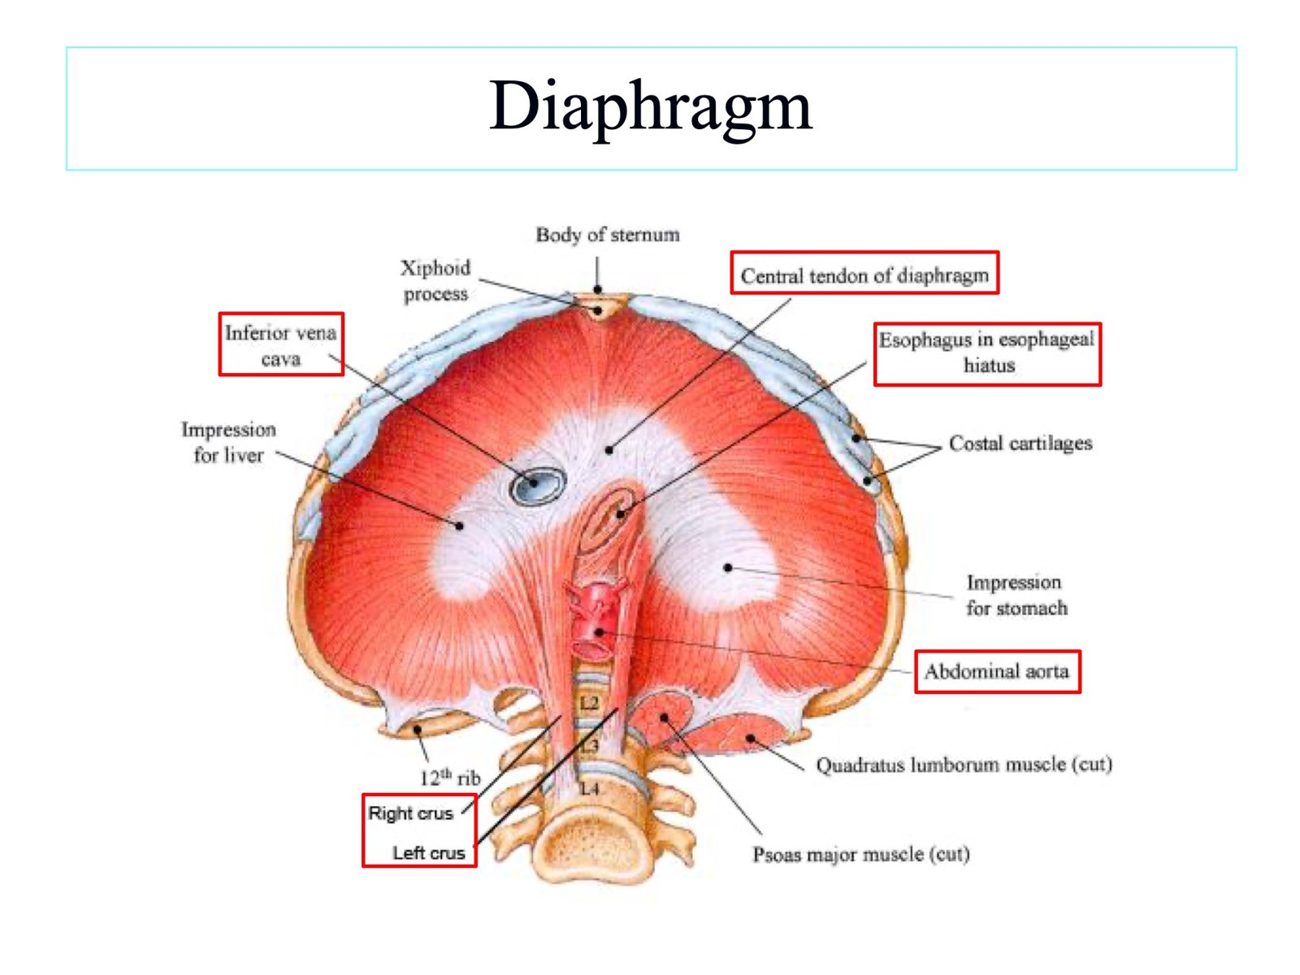 Diaphragm
Body of sternum
Xiphoid
process
Central tendon of diaphragm
Inferior vena
cava
Esophagus in esophageal
hiatus
Impression
for liver
Costal cartilages
Impression
for stomach
Abdominal aorta
L2
L3
L4
Quadratus lumborum muscle (cut)
12th rib
Right crus
Left crus
Psoas major muscle (cut)